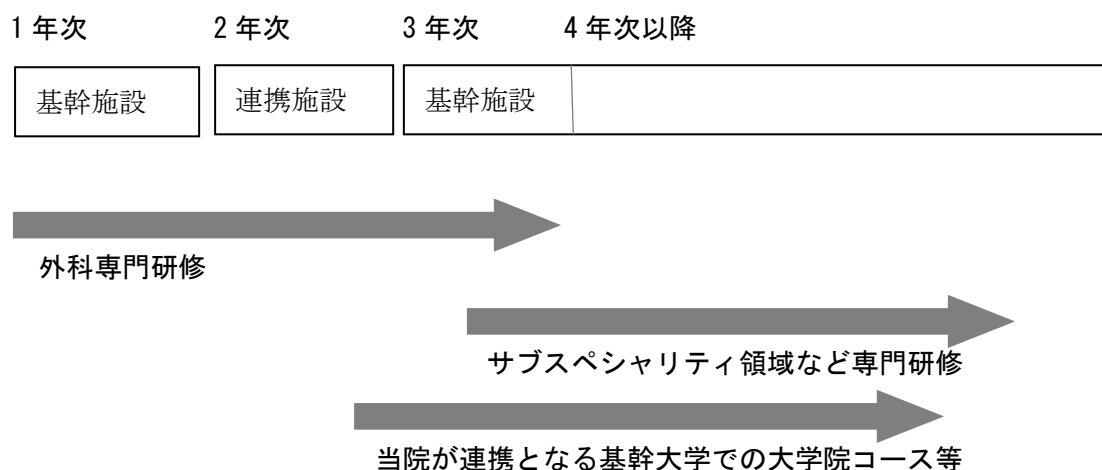 1 年次 2 年次 3 年次 4 年次以降
基幹施設 連携施設 基幹施設
外科専門研修
サブスペシャリティ領域など専門研修
当院が連携となる基幹大学での大学院コース等